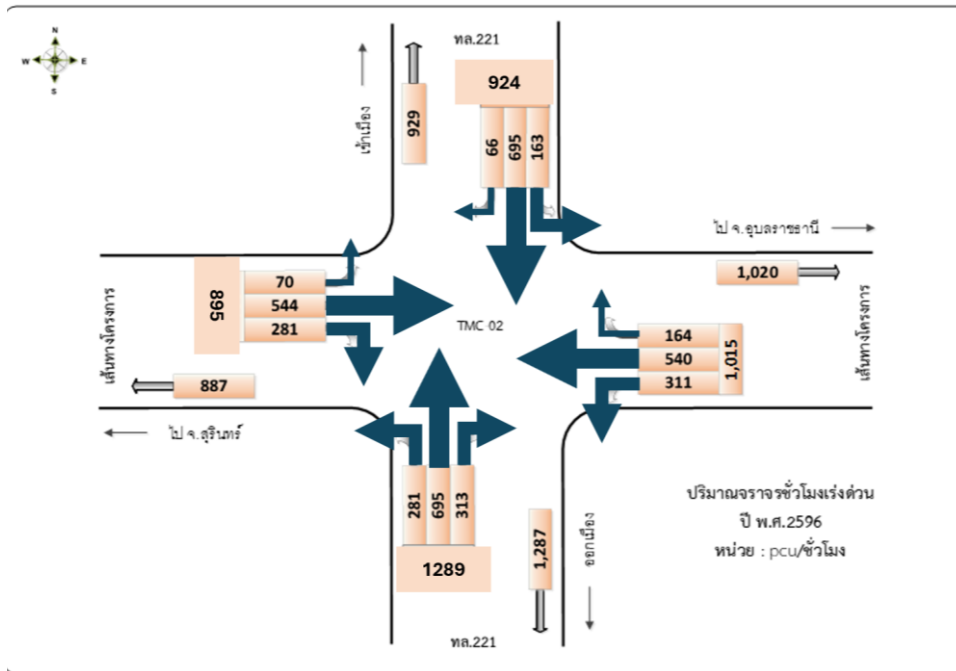 N
W E
S
ทล.221
924
66 695 163
929
เข้าเมือง
ไป จ.อุบลราชธานี
1,020
เส้นทางโครงการ
895
70
544
281
TMC 02
164
540
311
1,015
เส้นทางโครงการ
887
ไป จ.สุรินทร์
281 695 313
1289
1,287
ออกเมือง
ปริมาณจราจรชั่วโมงเร่งด่วน
ปี พ.ศ.2596
หน่วย : pcu/ชั่วโมง
ทล.221